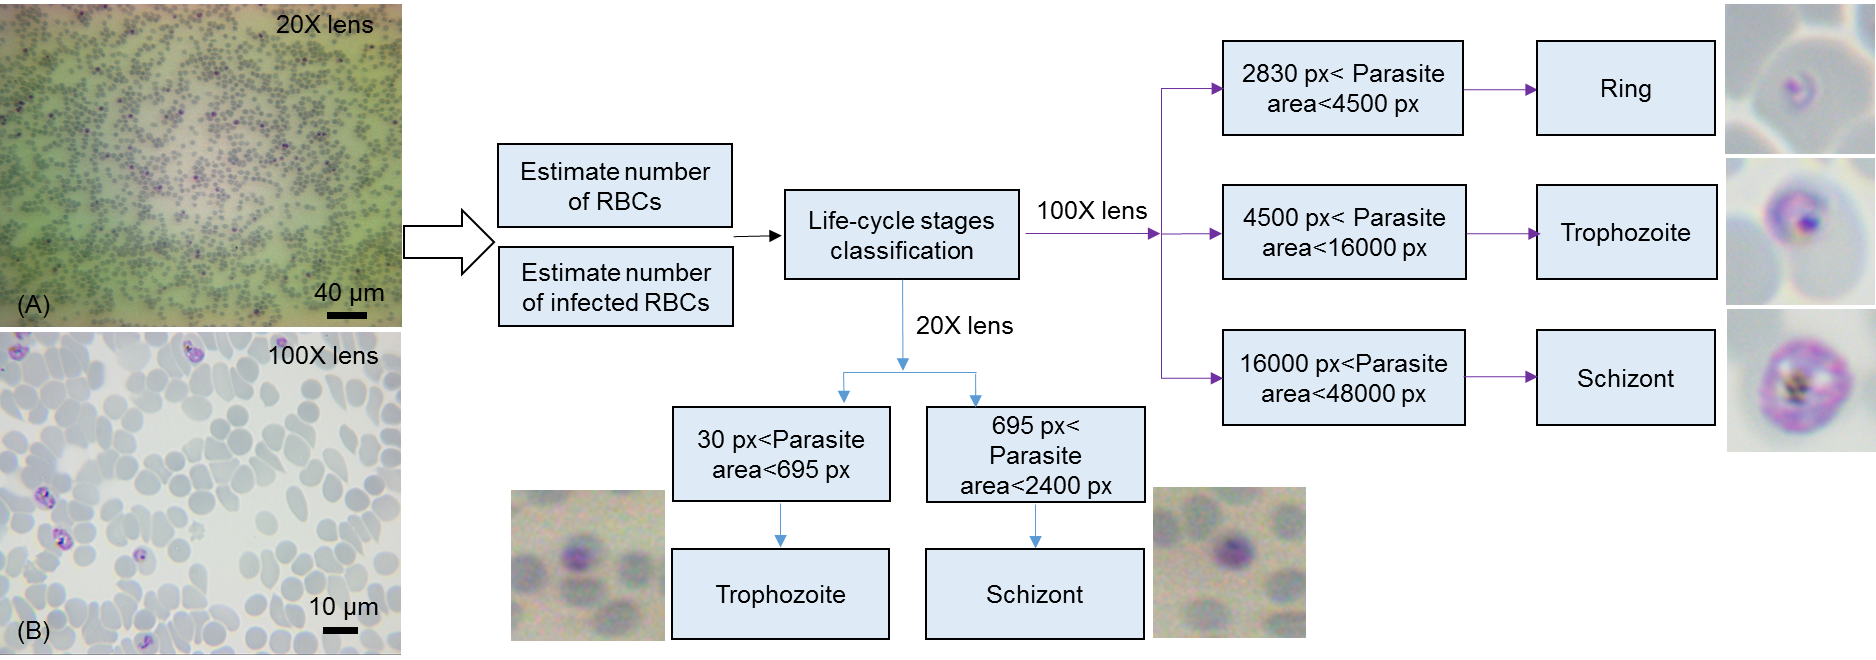 20X lens
40 µm
(A)
100X lens
10 µm
(B)
Estimate number
of RBCs
Estimate number
of infected RBCs
Life-cycle stages
classification
100X lens
20X lens
2830 px< Parasite
area<4500 px
Ring
4500 px< Parasite
area<16000 px
Trophozoite
16000 px<Parasite
area<48000 px
Schizont
30 px<Parasite
area<695 px
695 px<
Parasite
area<2400 px
Trophozoite
Schizont